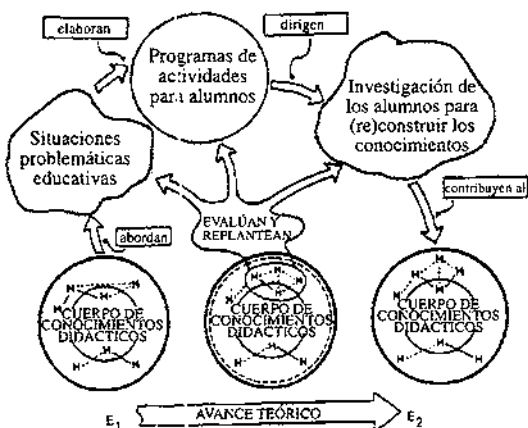 elaboran
Programas de
actividades
para alumnos
dirigen
Investigación de
los alumnos para
(re)construir los
conocimientos
Situaciones
problemáticas
educativas
contribuyen al
EVALÚAN Y
REPLANTEAN
abordan
H H H
H H
CUERPO DE
CONOCIMIENTOS
DIDÁCTICOS
H H H
H H H
H H
CUERPO DE
CONOCIMIENTOS
DIDÁCTICOS
H H H
H
H H H
H
CUERPO DE
CONOCIMIENTOS
DIDÁCTICOS
H H H
E1
AVANCE TEÓRICO
E2